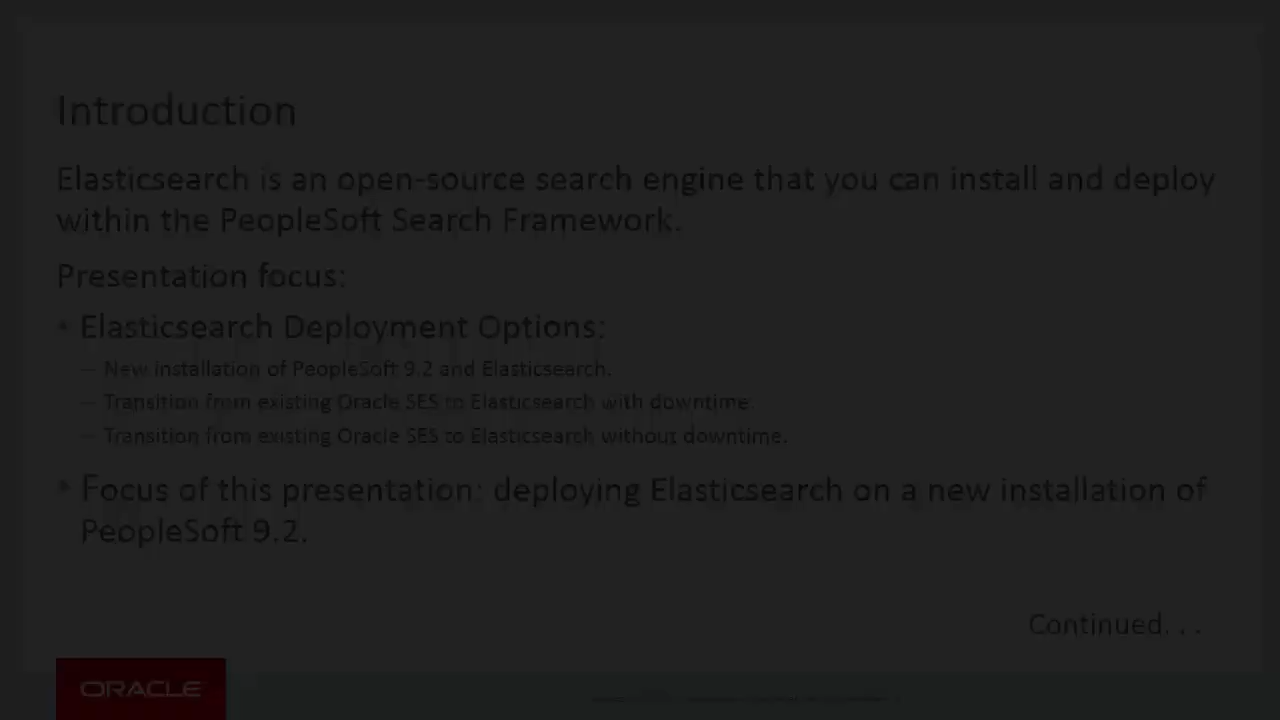 Introduction
Elasticsearch is an open-source search engine that you can install and deploy
within the PeopleSoft Search Framework.
Presentation focus:
• Elasticsearch Deployment Options:
– New installation of PeopleSoft 9.2 and Elasticsearch.
– Transition from existing Oracle SES to Elasticsearch with downtime.
– Transition from existing Oracle SES to Elasticsearch without downtime.
• Focus of this presentation: deploying Elasticsearch on a new installation of
PeopleSoft 9.2.
Continued. . .
ORACLE